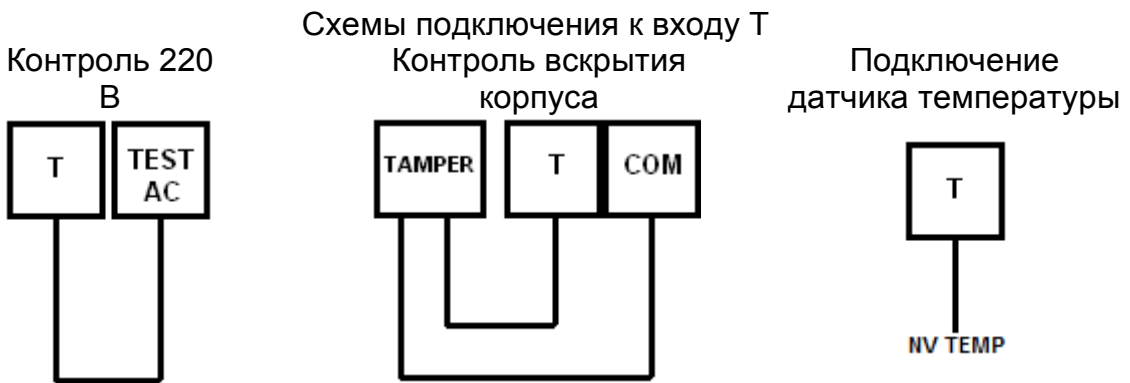 Схемы подключения к входу Т
Контроль 220
В
Контроль вскрытия
корпуса
Подключение
датчика температуры
T
TEST
AC
TAMPER
T
COM
T
NV TEMP